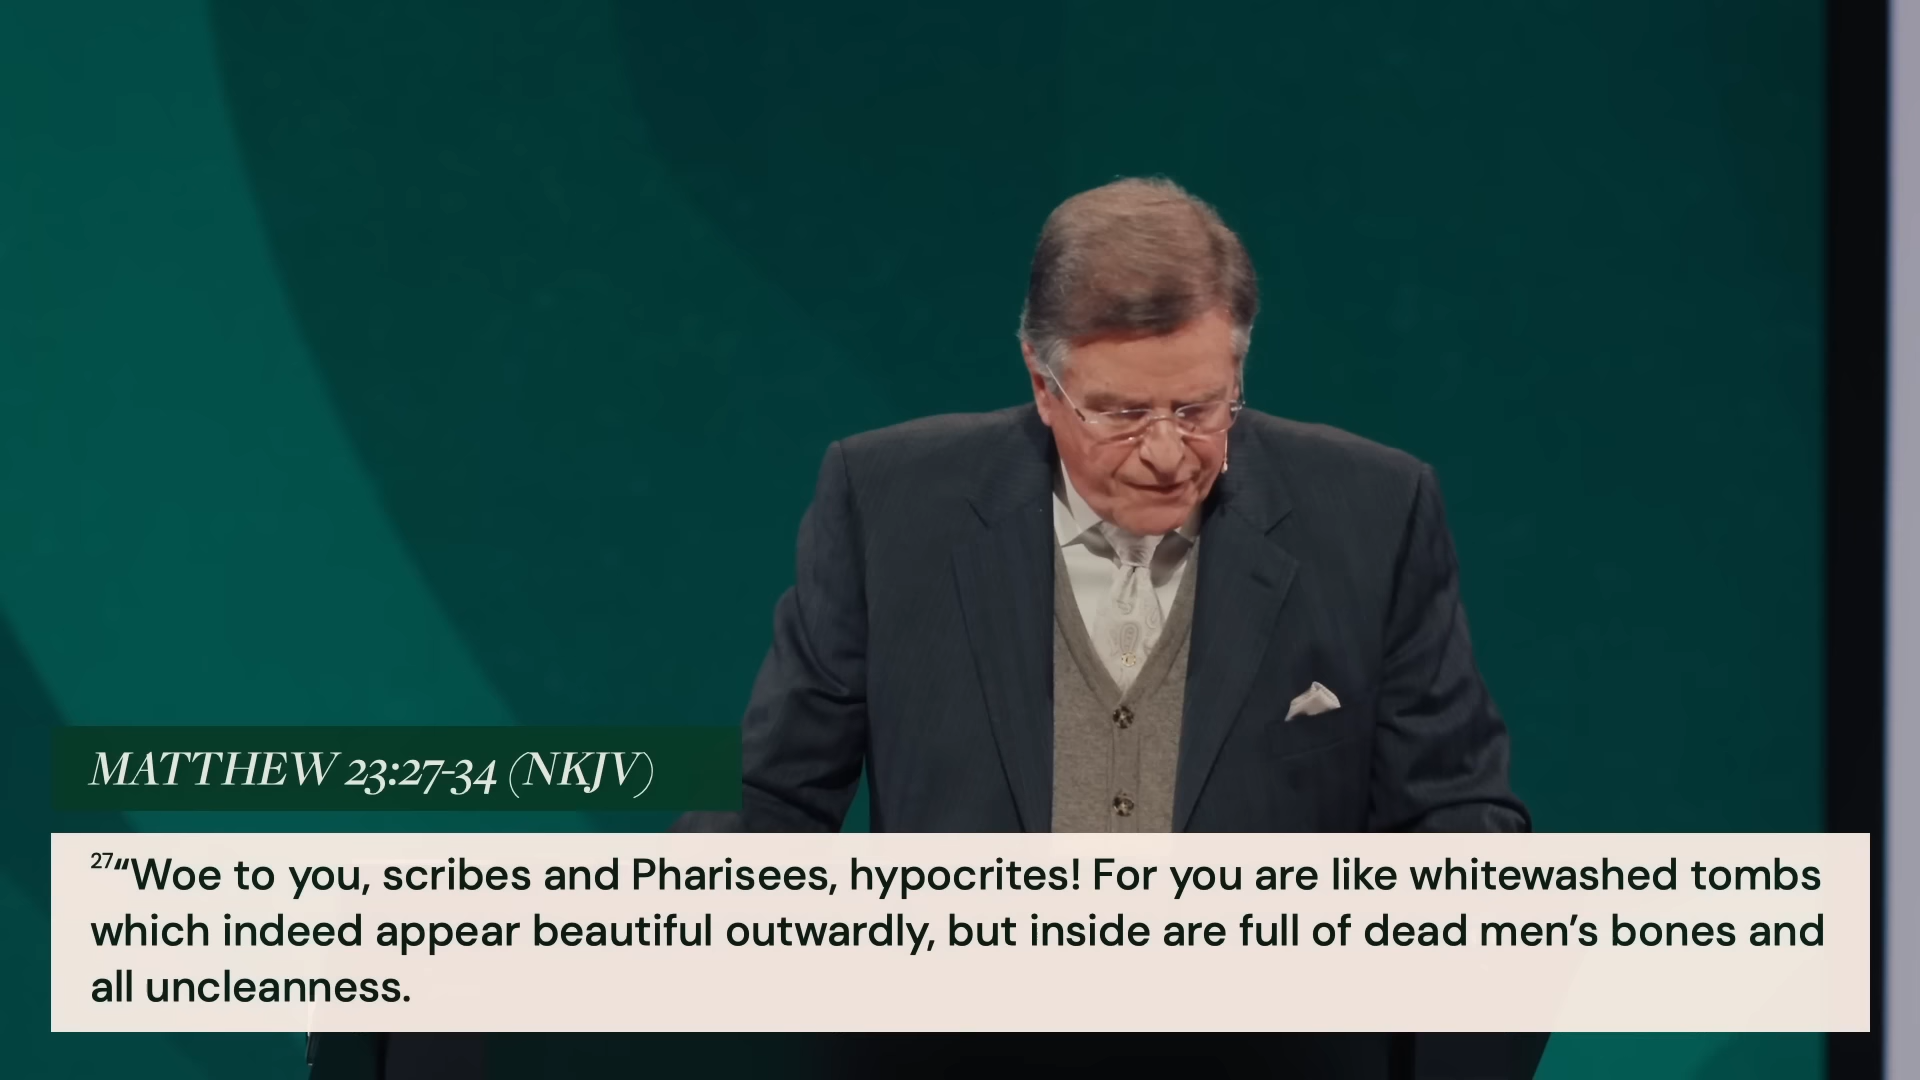 MATTHEW 23:27-34 (NKJV)
27“Woe to you, scribes and Pharisees, hypocrites! For you are like whitewashed tombs
which indeed appear beautiful outwardly, but inside are full of dead men’s bones and
all uncleanness.